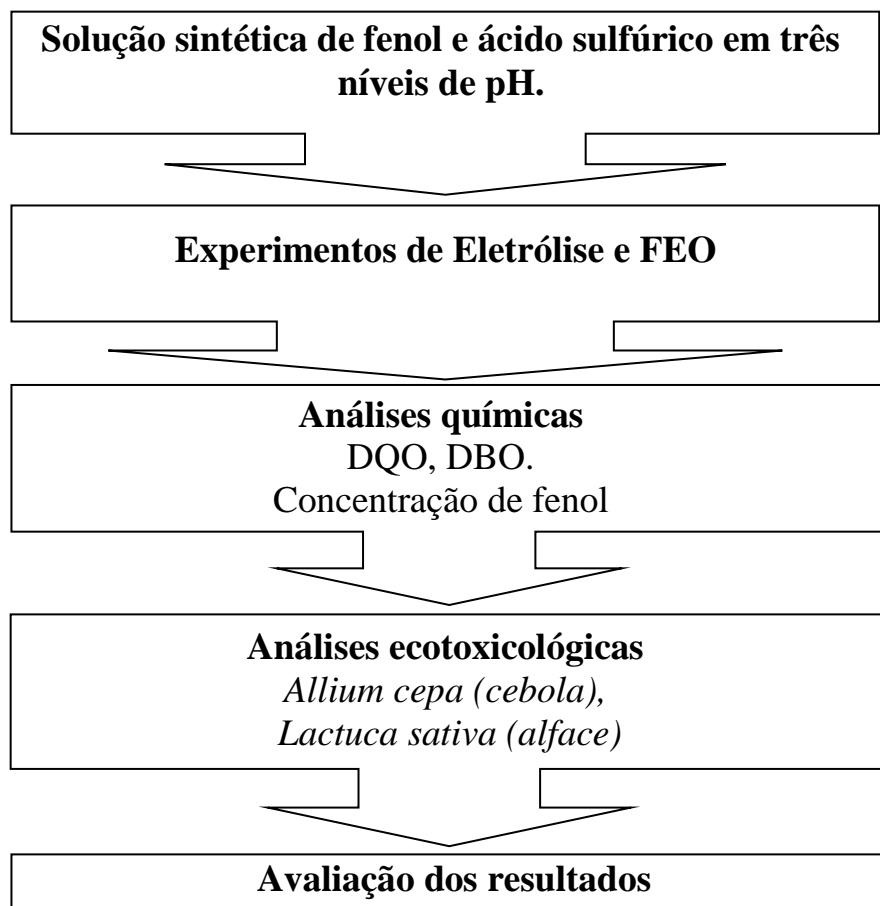 Solução sintética de fenol e ácido sulfúrico em três
níveis de pH.
Experimentos de Eletrólise e FEO
Análises químicas
DQO, DBO.
Concentração de fenol
Análises ecotoxicológicas
Allium cepa (cebola),
Lactuca sativa (alface)
Avaliação dos resultados